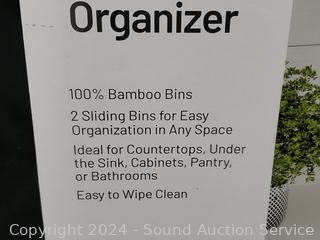 Organizer
100% Bamboo Bins
2 Sliding Bins for Easy
Organization in Any Space
Ideal for Countertops, Under
the Sink, Cabinets, Pantry,
or Bathrooms
Easy to Wipe Clean
Copyright 2024 - Sound Auction Service